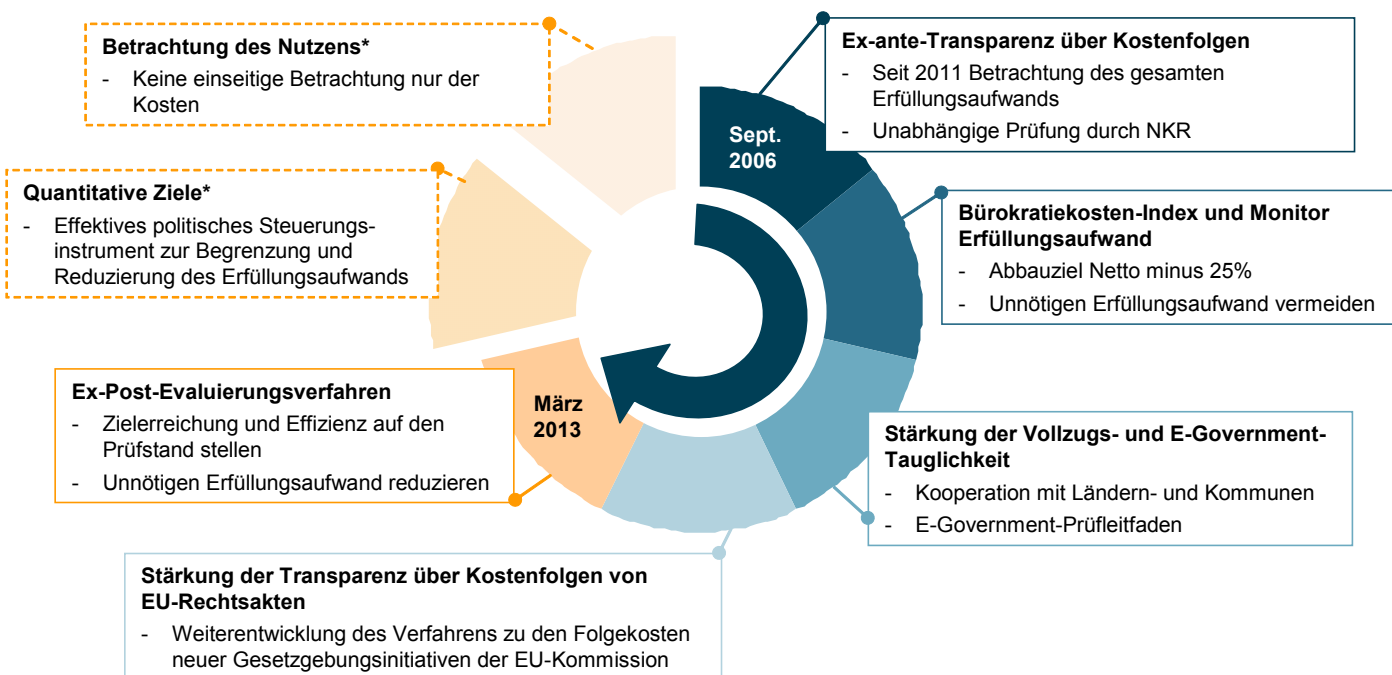 Betrachtung des Nutzens*
- Keine einseitige Betrachtung nur der
Kosten
Quantitative Ziele*
- Effektives politisches Steuerungs-
instrument zur Begrenzung und
Reduzierung des Erfüllungsaufwands
Ex-Post-Evaluierungsverfahren
- Zielerreichung und Effizienz auf den
Prüfstand stellen
- Unnötigen Erfüllungsaufwand reduzieren
Stärkung der Transparenz über Kostenfolgen von
EU-Rechtsakten
- Weiterentwicklung des Verfahrens zu den Folgekosten
neuer Gesetzgebungsinitiativen der EU-Kommission
Sept.
2006
März
2013
Ex-ante-Transparenz über Kostenfolgen
- Seit 2011 Betrachtung des gesamten
Erfüllungsaufwands
- Unabhängige Prüfung durch NKR
Bürokratiekosten-Index und Monitor
Erfüllungsaufwand
- Abbauziel Netto minus 25%
- Unnötigen Erfüllungsaufwand vermeiden
Stärkung der Vollzugs- und E-Government-
Tauglichkeit
- Kooperation mit Ländern- und Kommunen
- E-Government-Prüfleitfaden